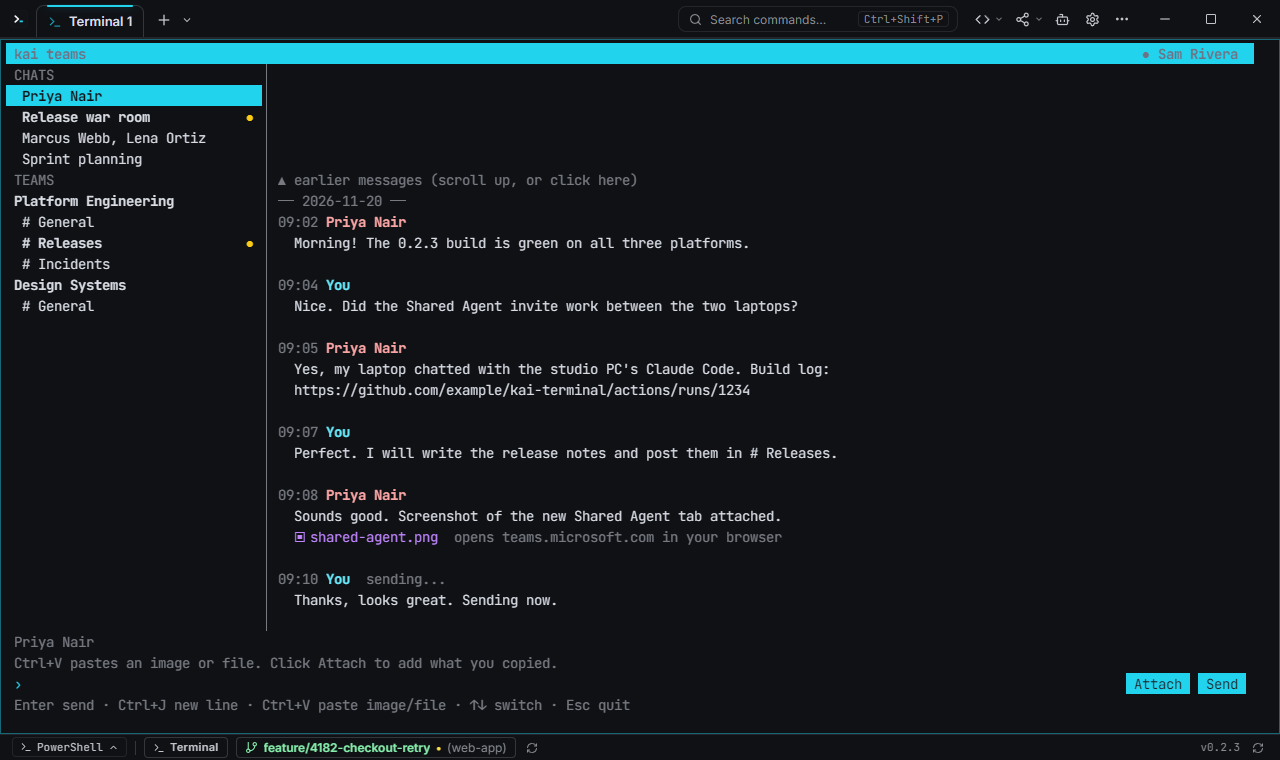 Terminal 1
Search commands...
Ctrl+Shift+P
kai teams
● Sam Rivera
CHATS
Priya Nair
Release war room ●
Marcus Webb, Lena Ortiz
Sprint planning
TEAMS
Platform Engineering
# General
# Releases ●
# Incidents
Design Systems
# General
▲ earlier messages (scroll up, or click here)
── 2026-11-20 ──
09:02 Priya Nair
Morning! The 0.2.3 build is green on all three platforms.
09:04 You
Nice. Did the Shared Agent invite work between the two laptops?
09:05 Priya Nair
Yes, my laptop chatted with the studio PC's Claude Code. Build log:
https://github.com/example/kai-terminal/actions/runs/1234
09:07 You
Perfect. I will write the release notes and post them in # Releases.
09:08 Priya Nair
Sounds good. Screenshot of the new Shared Agent tab attached.
▣ shared-agent.png opens teams.microsoft.com in your browser
09:10 You sending...
Thanks, looks great. Sending now.
Priya Nair
Ctrl+V pastes an image or file. Click Attach to add what you copied.
›
Attach Send
Enter send · Ctrl+J new line · Ctrl+V paste image/file · ↑↓ switch · Esc quit
PowerShell
Terminal
feature/4182-checkout-retry ● (web-app)
v0.2.3